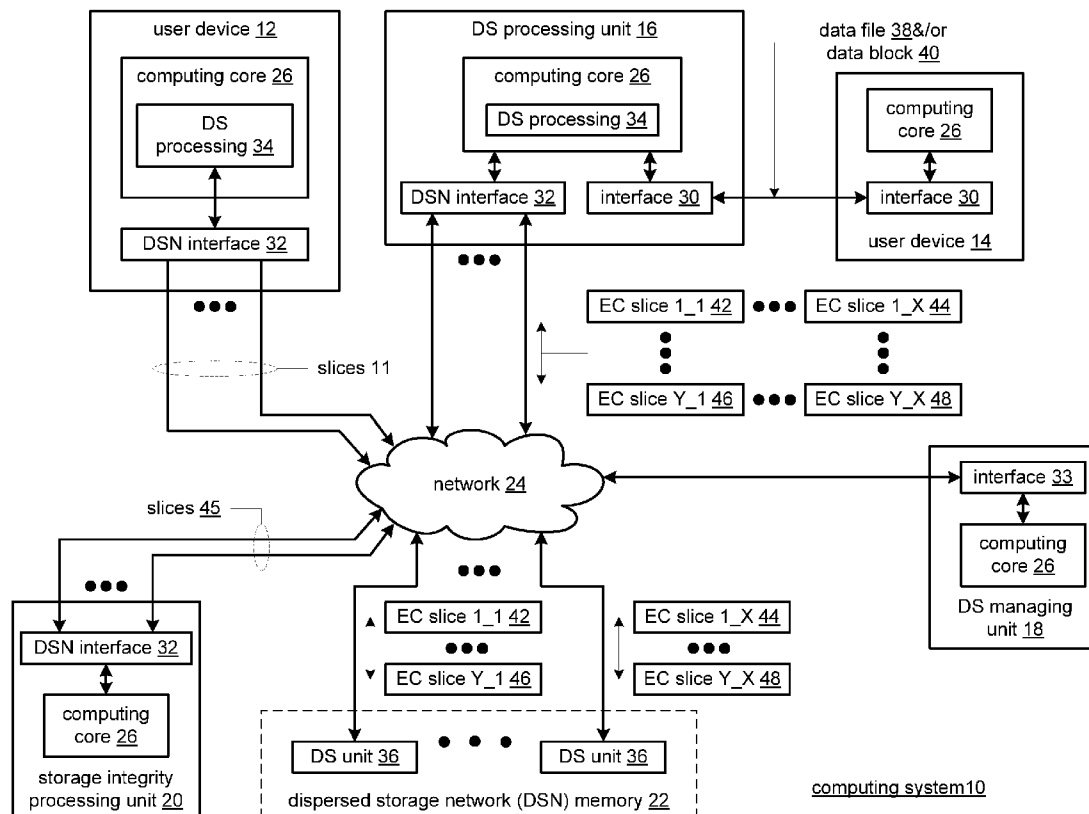 user device 12
computing core 26
DS
processing 34
DSN interface 32
DS processing unit 16
computing core 26
DS processing 34
DSN interface 32
interface 30
data file 38&/or
data block 40
computing
core 26
interface 30
user device 14
EC slice 1_1 42
EC slice 1_X 44
EC slice Y_1 46
EC slice Y_X 48
slices 11
network 24
slices 45
interface 33
computing
core 26
DS managing
unit 18
DSN interface 32
computing
core 26
storage integrity
processing unit 20
EC slice 1_1 42
EC slice Y_1 46
EC slice 1_X 44
EC slice Y_X 48
DS unit 36
DS unit 36
dispersed storage network (DSN) memory 22
computing system10